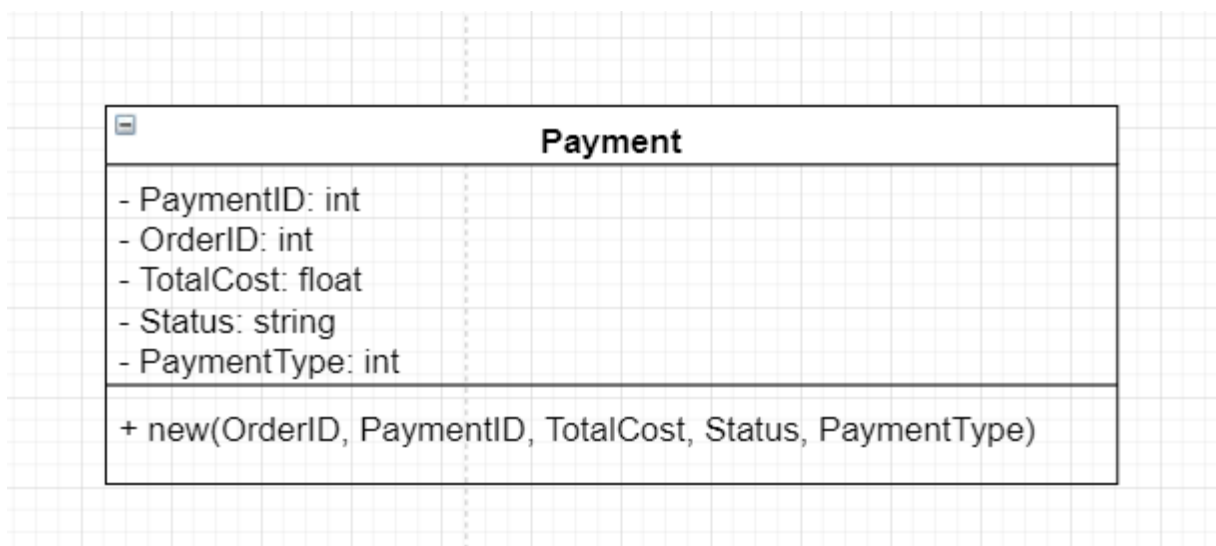 Payment
- PaymentID: int
- OrderID: int
- TotalCost: float
- Status: string
- PaymentType: int
+ new(OrderID, PaymentID, TotalCost, Status, PaymentType)